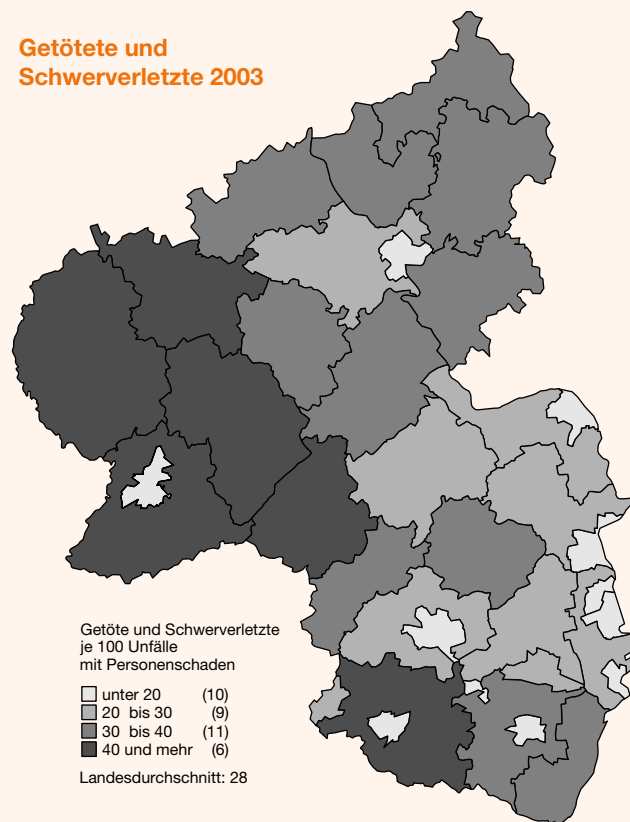 Getötete und
Schwerverletzte 2003
Getöte und Schwerverletzte
je 100 Unfälle
mit Personenschaden
unter 20 (10)
20 bis 30 (9)
30 bis 40 (11)
40 und mehr (6)
Landesdurchschnitt: 28